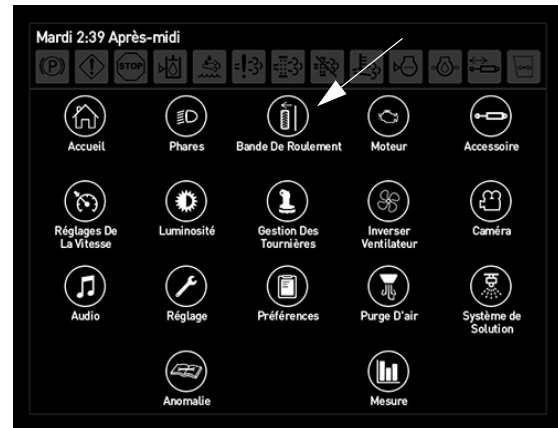 Mardi 2:39 Après-midi
STOP
Accueil
Phares
Bande De Roulement
Moteur
Accessoire
Réglages De
La Vitesse
Luminosité
Gestion Des
Tournières
Inverser
Ventilateur
Caméra
Audio
Réglage
Préférences
Purge D'air
Système de
Solution
Anomalie
Mesure